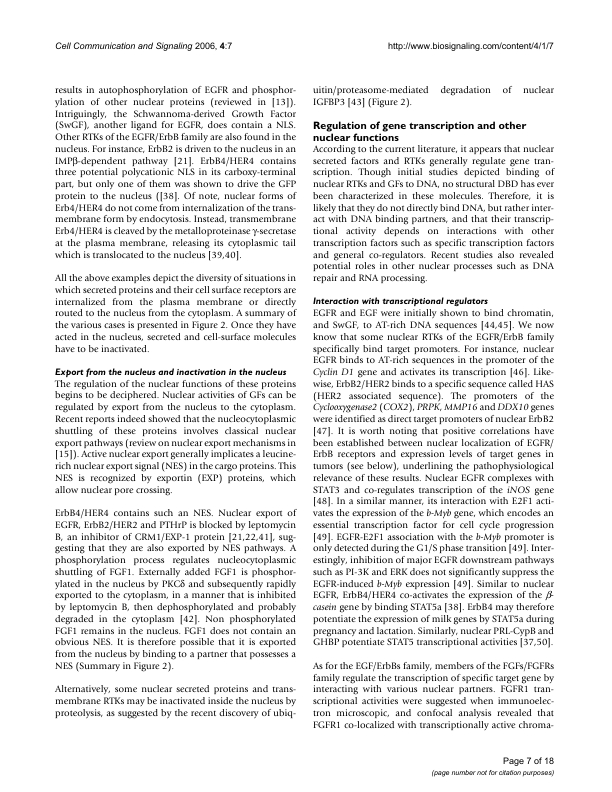 Cell Communication and Signaling 2006, 4:7
http://www.biosignaling.com/content/4/1/7
results in autophosphorylation of EGFR and phosphor-
ylation of other nuclear proteins (reviewed in [13]).
Intriguingly, the Schwannoma-derived Growth Factor
(SwGF), another ligand for EGFR, does contain a NLS.
Other RTKs of the EGFR/ErbB family are also found in the
nucleus. For instance, ErbB2 is driven to the nucleus in an
IMPβ-dependent pathway [21]. ErbB4/HER4 contains
three potential polycationic NLS in its carboxy-terminal
part, but only one of them was shown to drive the GFP
protein to the nucleus ([38]. Of note, nuclear forms of
Erb4/HER4 do not come from internalization of the trans-
membrane form by endocytosis. Instead, transmembrane
Erb4/HER4 is cleaved by the metalloproteinase γ-secretase
at the plasma membrane, releasing its cytoplasmic tail
which is translocated to the nucleus [39,40].
All the above examples depict the diversity of situations in
which secreted proteins and their cell surface receptors are
internalized from the plasma membrane or directly
routed to the nucleus from the cytoplasm. A summary of
the various cases is presented in Figure 2. Once they have
acted in the nucleus, secreted and cell-surface molecules
have to be inactivated.
Export from the nucleus and inactivation in the nucleus
The regulation of the nuclear functions of these proteins
begins to be deciphered. Nuclear activities of GFs can be
regulated by export from the nucleus to the cytoplasm.
Recent reports indeed showed that the nucleocytoplasmic
shuttling of these proteins involves classical nuclear
export pathways (review on nuclear export mechanisms in
[15]). Active nuclear export generally implicates a leucine-
rich nuclear export signal (NES) in the cargo proteins. This
NES is recognized by exportin (EXP) proteins, which
allow nuclear pore crossing.
ErbB4/HER4 contains such an NES. Nuclear export of
EGFR, ErbB2/HER2 and PTHrP is blocked by leptomycin
B, an inhibitor of CRM1/EXP-1 protein [21,22,41], sug-
gesting that they are also exported by NES pathways. A
phosphorylation process regulates nucleocytoplasmic
shuttling of FGF1. Externally added FGF1 is phosphor-
ylated in the nucleus by PKCδ and subsequently rapidly
exported to the cytoplasm, in a manner that is inhibited
by leptomycin B, then dephosphorylated and probably
degraded in the cytoplasm [42]. Non phosphorylated
FGF1 remains in the nucleus. FGF1 does not contain an
obvious NES. It is therefore possible that it is exported
from the nucleus by binding to a partner that possesses a
NES (Summary in Figure 2).
Alternatively, some nuclear secreted proteins and trans-
membrane RTKs may be inactivated inside the nucleus by
proteolysis, as suggested by the recent discovery of ubiq-
uitin/proteasome-mediated degradation of nuclear
IGFBP3 [43] (Figure 2).
Regulation of gene transcription and other
nuclear functions
According to the current literature, it appears that nuclear
secreted factors and RTKs generally regulate gene tran-
scription. Though initial studies depicted binding of
nuclear RTKs and GFs to DNA, no structural DBD has ever
been characterized in these molecules. Therefore, it is
likely that they do not directly bind DNA, but rather inter-
act with DNA binding partners, and that their transcrip-
tional activity depends on interactions with other
transcription factors such as specific transcription factors
and general co-regulators. Recent studies also revealed
potential roles in other nuclear processes such as DNA
repair and RNA processing.
Interaction with transcriptional regulators
EGFR and EGF were initially shown to bind chromatin,
and SwGF, to AT-rich DNA sequences [44,45]. We now
know that some nuclear RTKs of the EGFR/ErbB family
specifically bind target promoters. For instance, nuclear
EGFR binds to AT-rich sequences in the promoter of the
Cyclin D1 gene and activates its transcription [46]. Like-
wise, ErbB2/HER2 binds to a specific sequence called HAS
(HER2 associated sequence). The promoters of the
Cyclooxygenase2 (COX2), PRPK, MMP16 and DDX10 genes
were identified as direct target promoters of nuclear ErbB2
[47]. It is worth noting that positive correlations have
been established between nuclear localization of EGFR/
ErbB receptors and expression levels of target genes in
tumors (see below), underlining the pathophysiological
relevance of these results. Nuclear EGFR complexes with
STAT3 and co-regulates transcription of the iNOS gene
[48]. In a similar manner, its interaction with E2F1 acti-
vates the expression of the b-Myb gene, which encodes an
essential transcription factor for cell cycle progression
[49]. EGFR-E2F1 association with the b-Myb promoter is
only detected during the G1/S phase transition [49]. Inter-
estingly, inhibition of major EGFR downstream pathways
such as PI-3K and ERK does not significantly suppress the
EGFR-induced b-Myb expression [49]. Similar to nuclear
EGFR, ErbB4/HER4 co-activates the expression of the β-
casein gene by binding STAT5a [38]. ErbB4 may therefore
potentiate the expression of milk genes by STAT5a during
pregnancy and lactation. Similarly, nuclear PRL-CypB and
GHBP potentiate STAT5 transcriptional activities [37,50].
As for the EGF/ErbBs family, members of the FGFs/FGFRs
family regulate the transcription of specific target gene by
interacting with various nuclear partners. FGFR1 tran-
scriptional activities were suggested when immunoelec-
tron microscopic, and confocal analysis revealed that
FGFR1 co-localized with transcriptionally active chroma-
Page 7 of 18
(page number not for citation purposes)